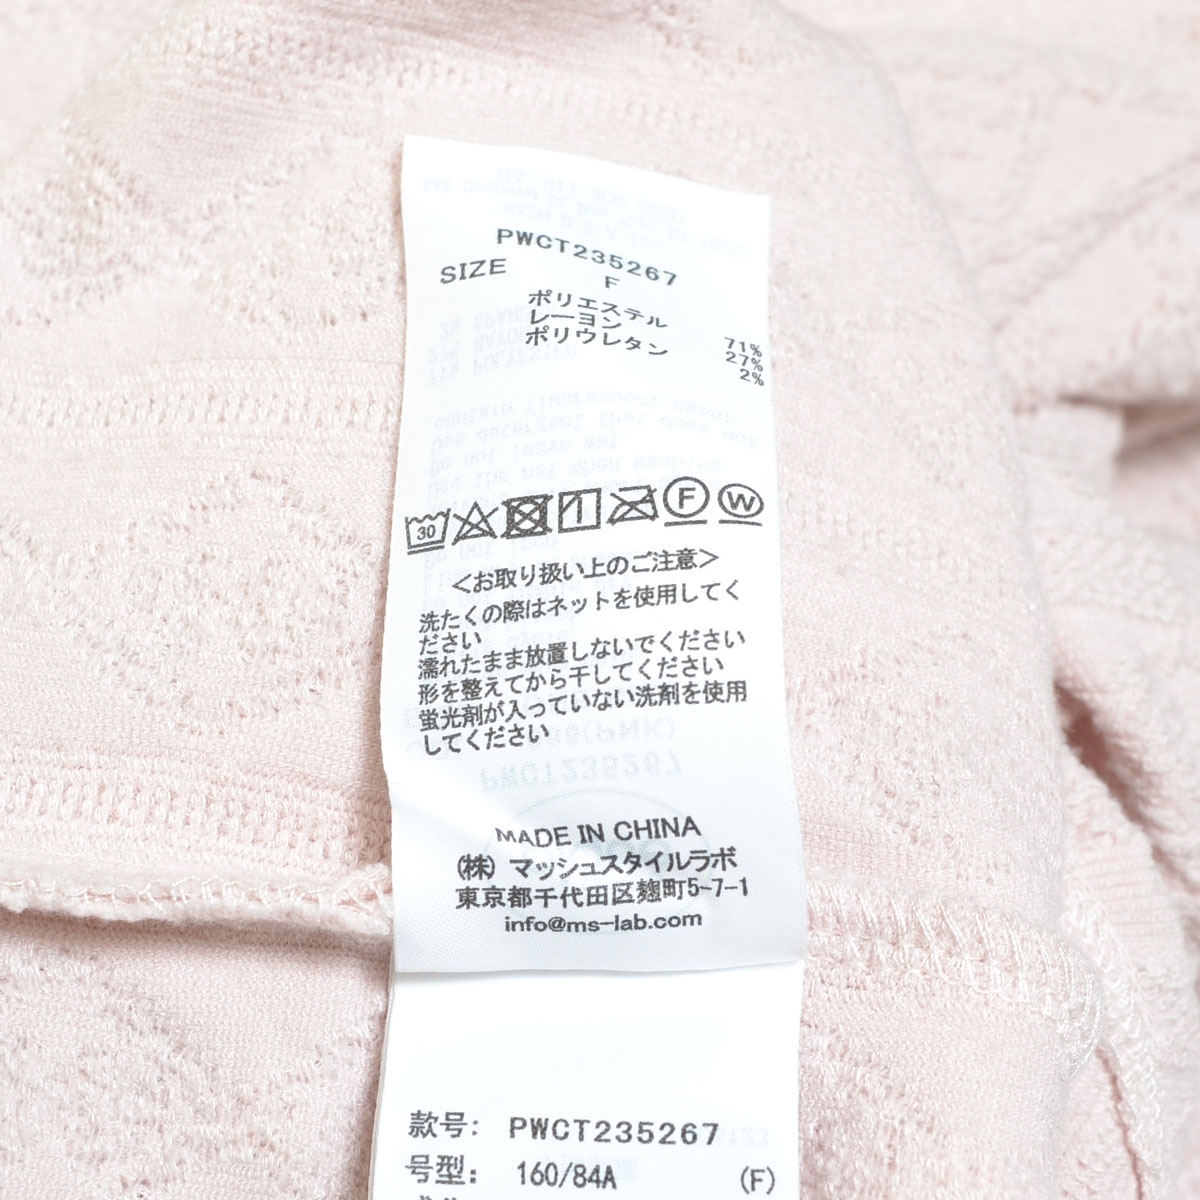 PWCT235267
SIZE F
ポリエステル 71%
レーヨン 27%
ポリウレタン 2%
30 F W
<お取り扱い上のご注意>
洗たくの際はネットを使用してく
ださい
濡れたまま放置しないでください
形を整えてから干してください
蛍光剤が入っていない洗剤を使用
してください
MADE IN CHINA
(株) マッシュスタイルラボ
東京都千代田区麹町5-7-1
info@ms-lab.com
款号: PWCT235267
号型: 160/84A (F)